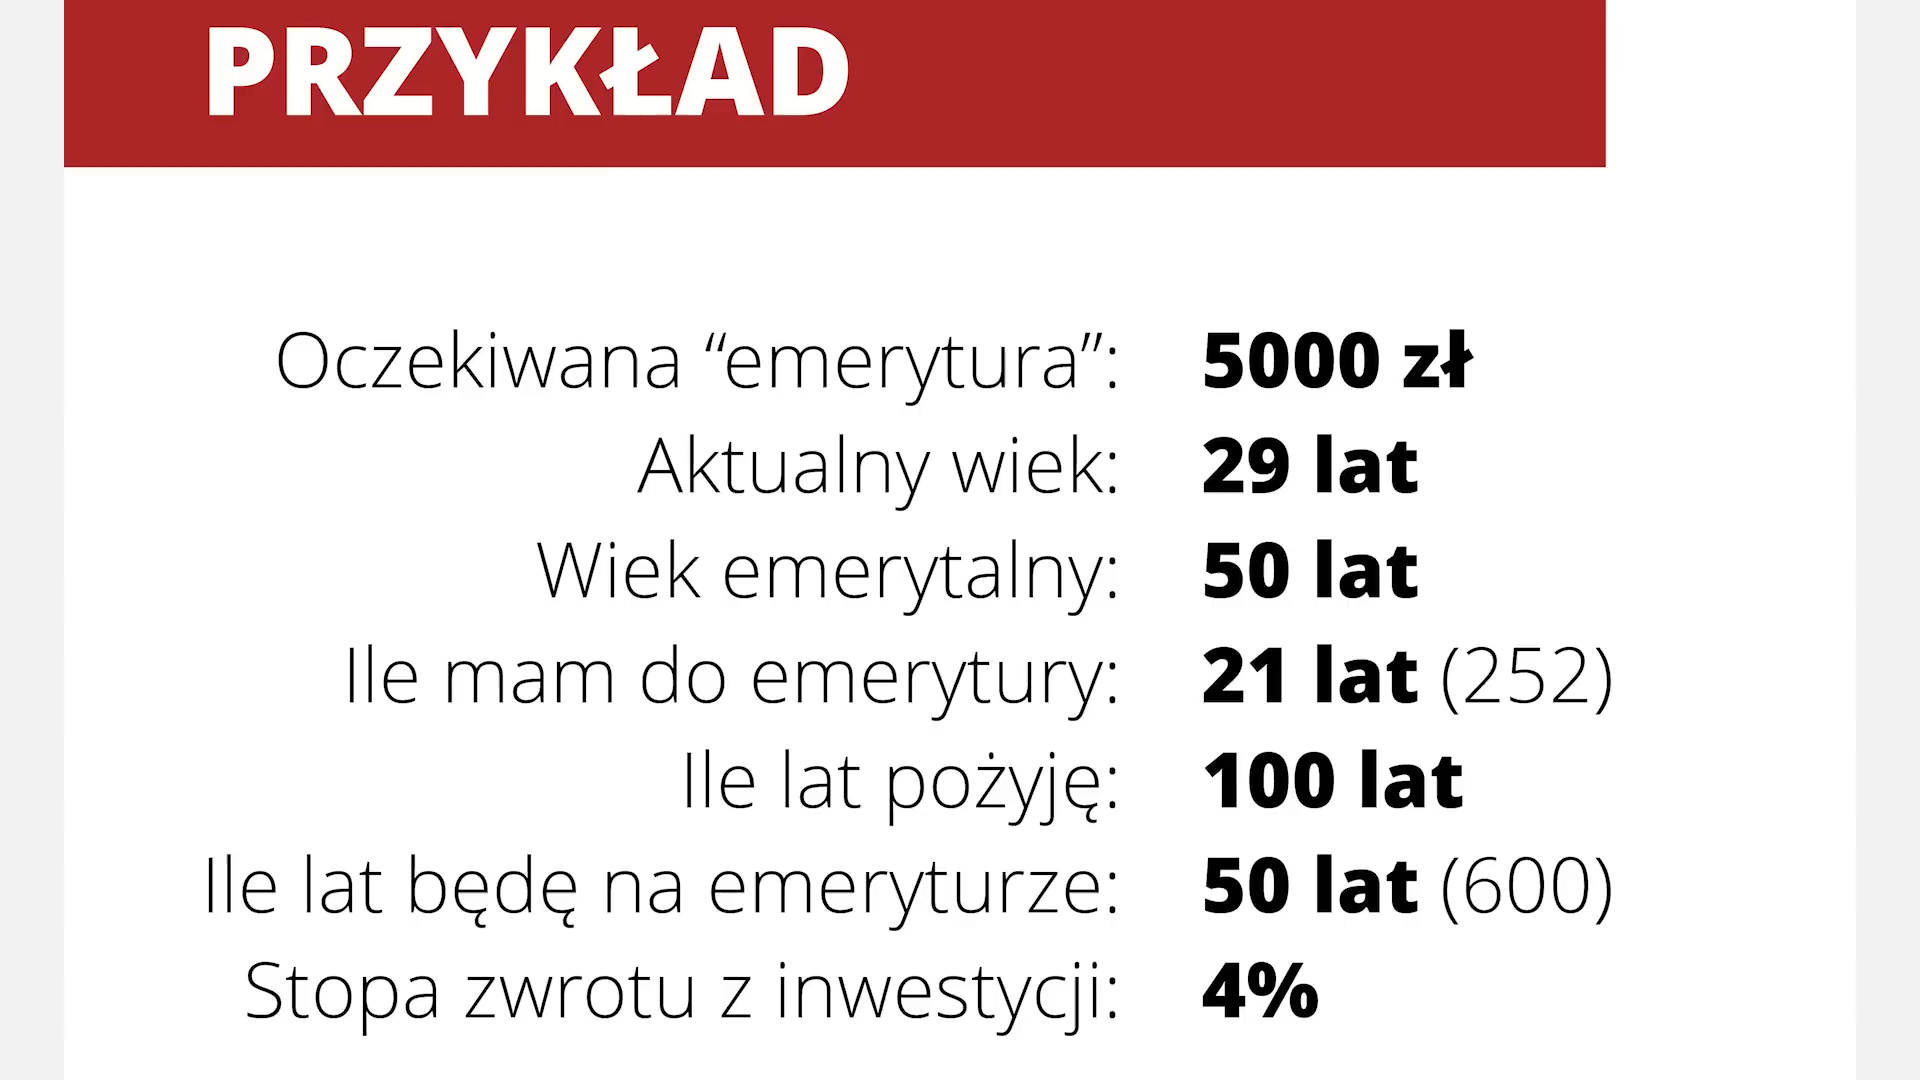 PRZYKŁAD
Oczekiwana “emerytura”: 5000 zł
Aktualny wiek: 29 lat
Wiek emerytalny: 50 lat
Ile mam do emerytury: 21 lat (252)
Ile lat pożyję: 100 lat
Ile lat będę na emeryturze: 50 lat (600)
Stopa zwrotu z inwestycji: 4%